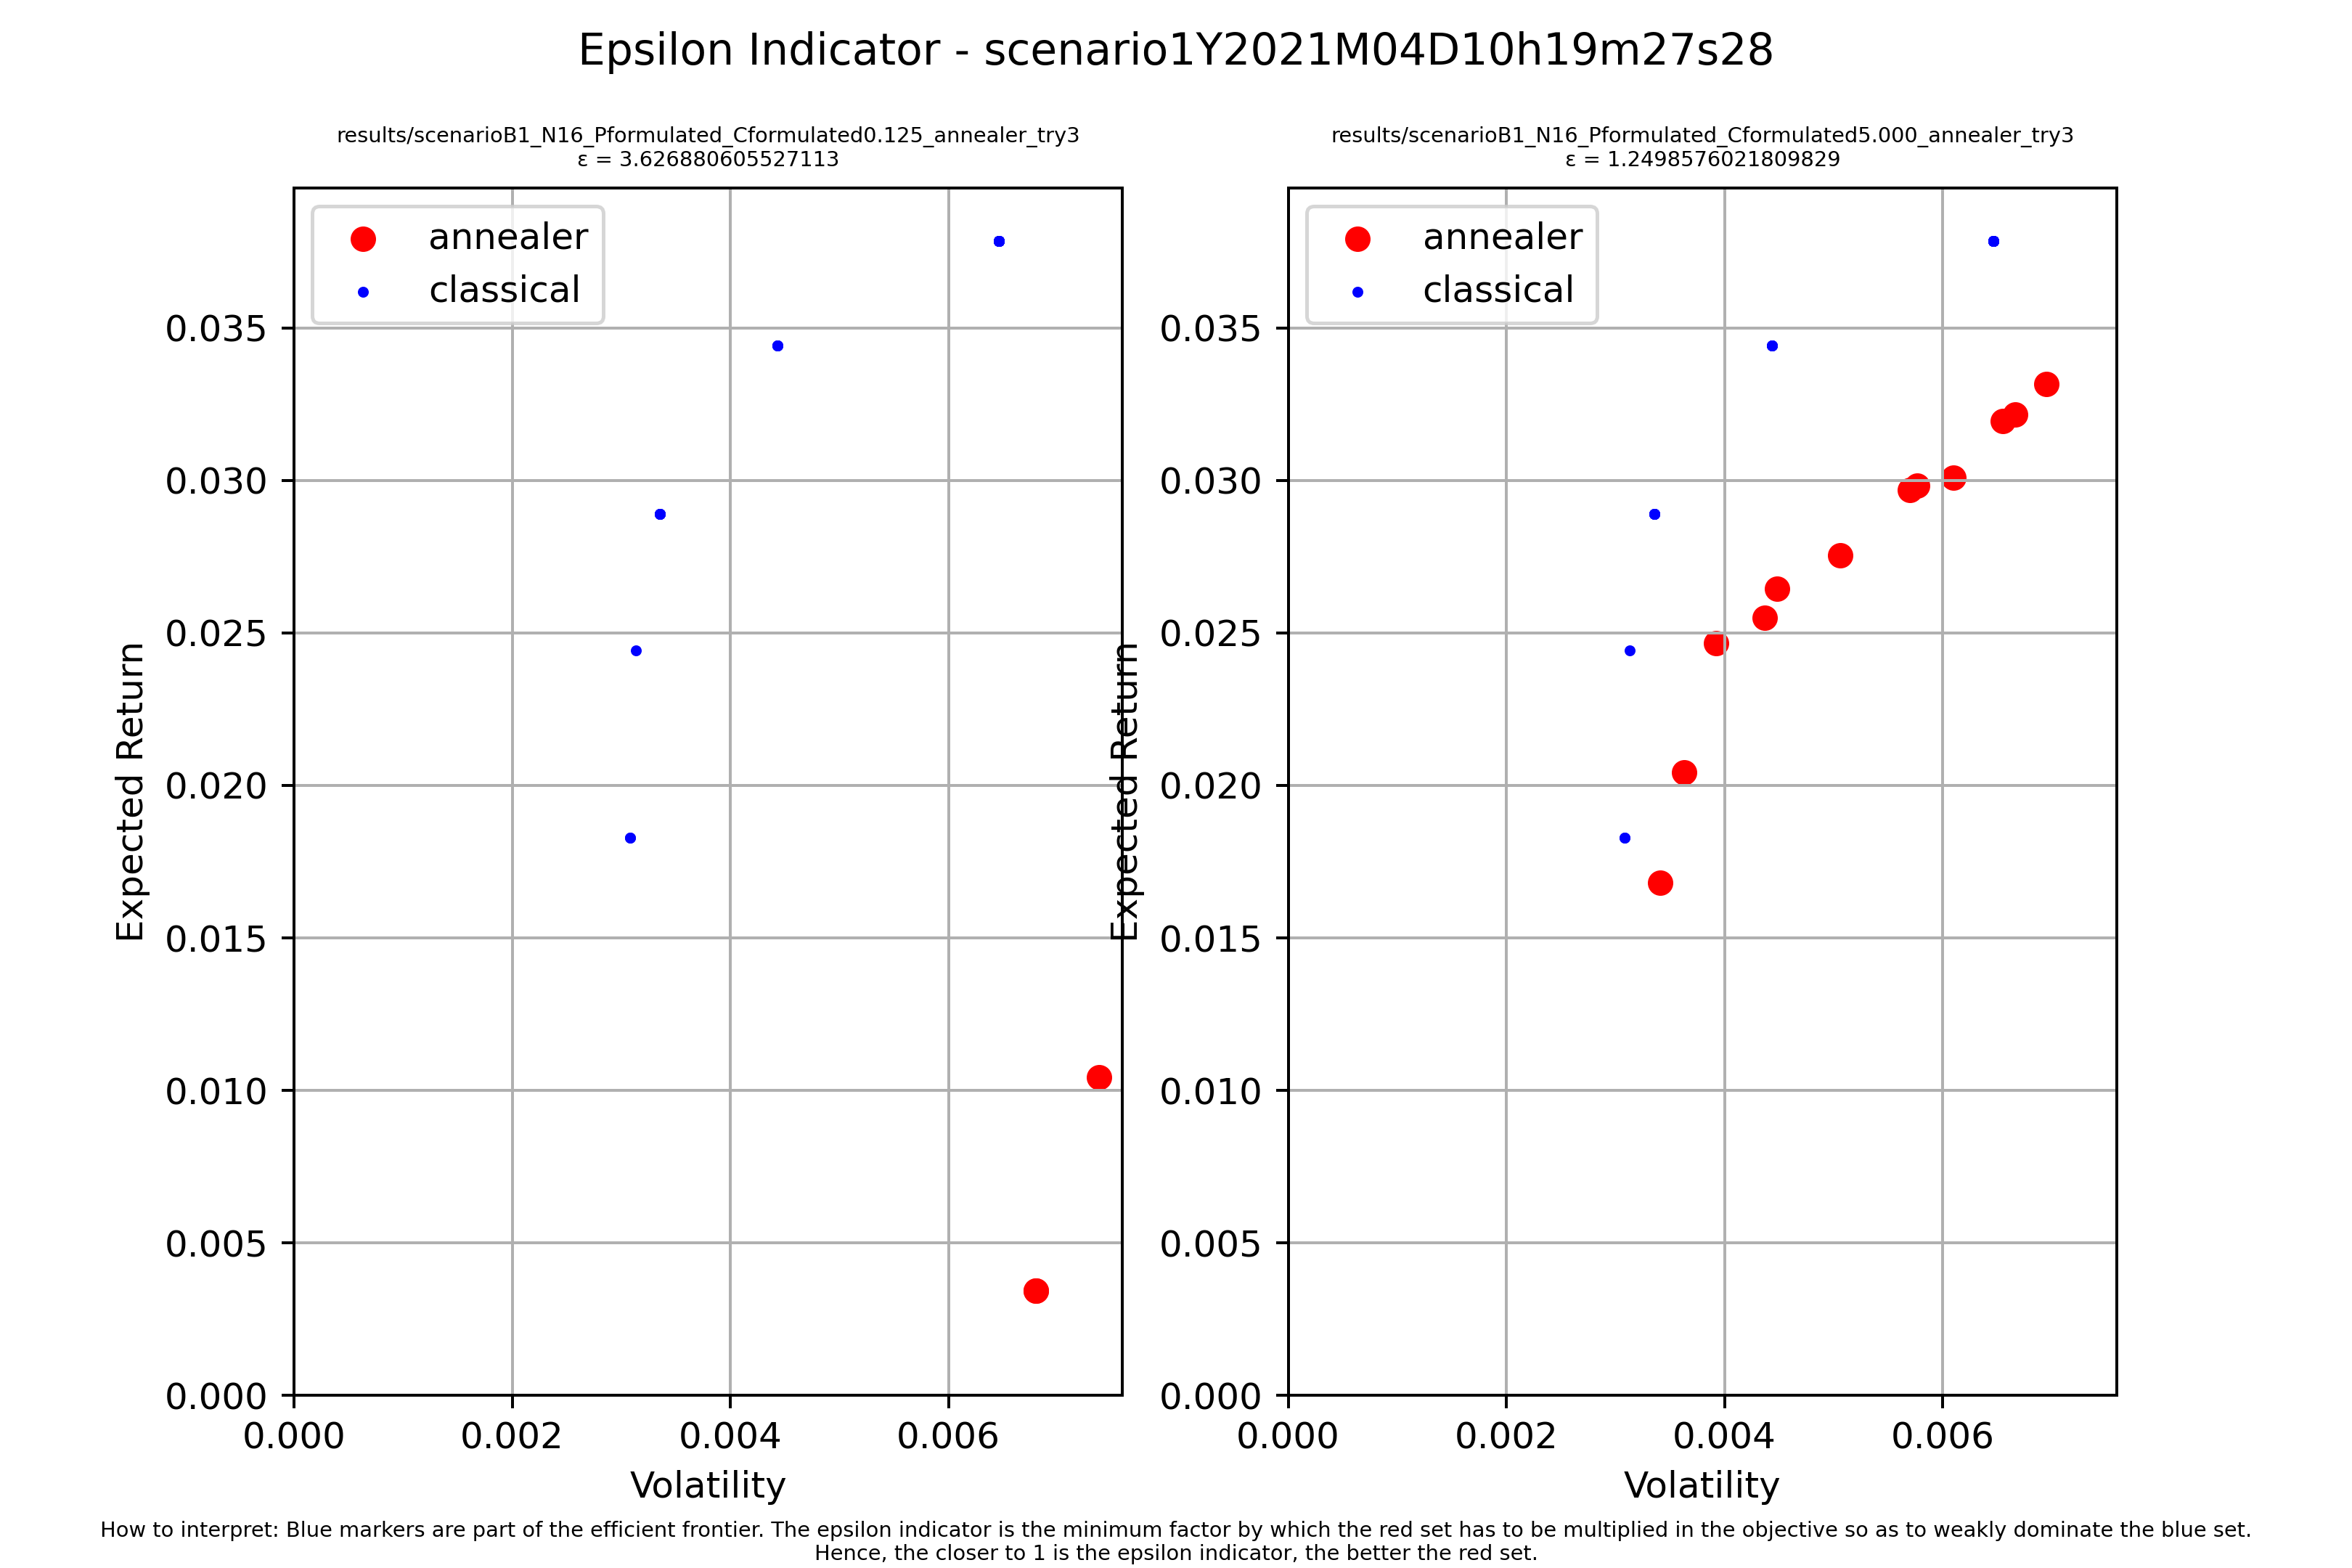 Epsilon Indicator - scenario1Y2021M04D10h19m27s28
results/scenarioB1_N16_Pformulated_Cformulated0.125_annealer_try3
ε = 3.626880605527113
annealer
classical
0.035
0.030
0.025
0.020
0.015
0.010
0.005
0.000
Expected Return
0.000
0.002
0.004
0.006
Volatility
results/scenarioB1_N16_Pformulated_Cformulated5.000_annealer_try3
ε = 1.2498576021809829
annealer
classical
0.035
0.030
0.025
0.020
0.015
0.010
0.005
0.000
Expected Return
0.000
0.002
0.004
0.006
Volatility
How to interpret: Blue markers are part of the efficient frontier. The epsilon indicator is the minimum factor by which the red set has to be multiplied in the objective so as to weakly dominate the blue set.
Hence, the closer to 1 is the epsilon indicator, the better the red set.